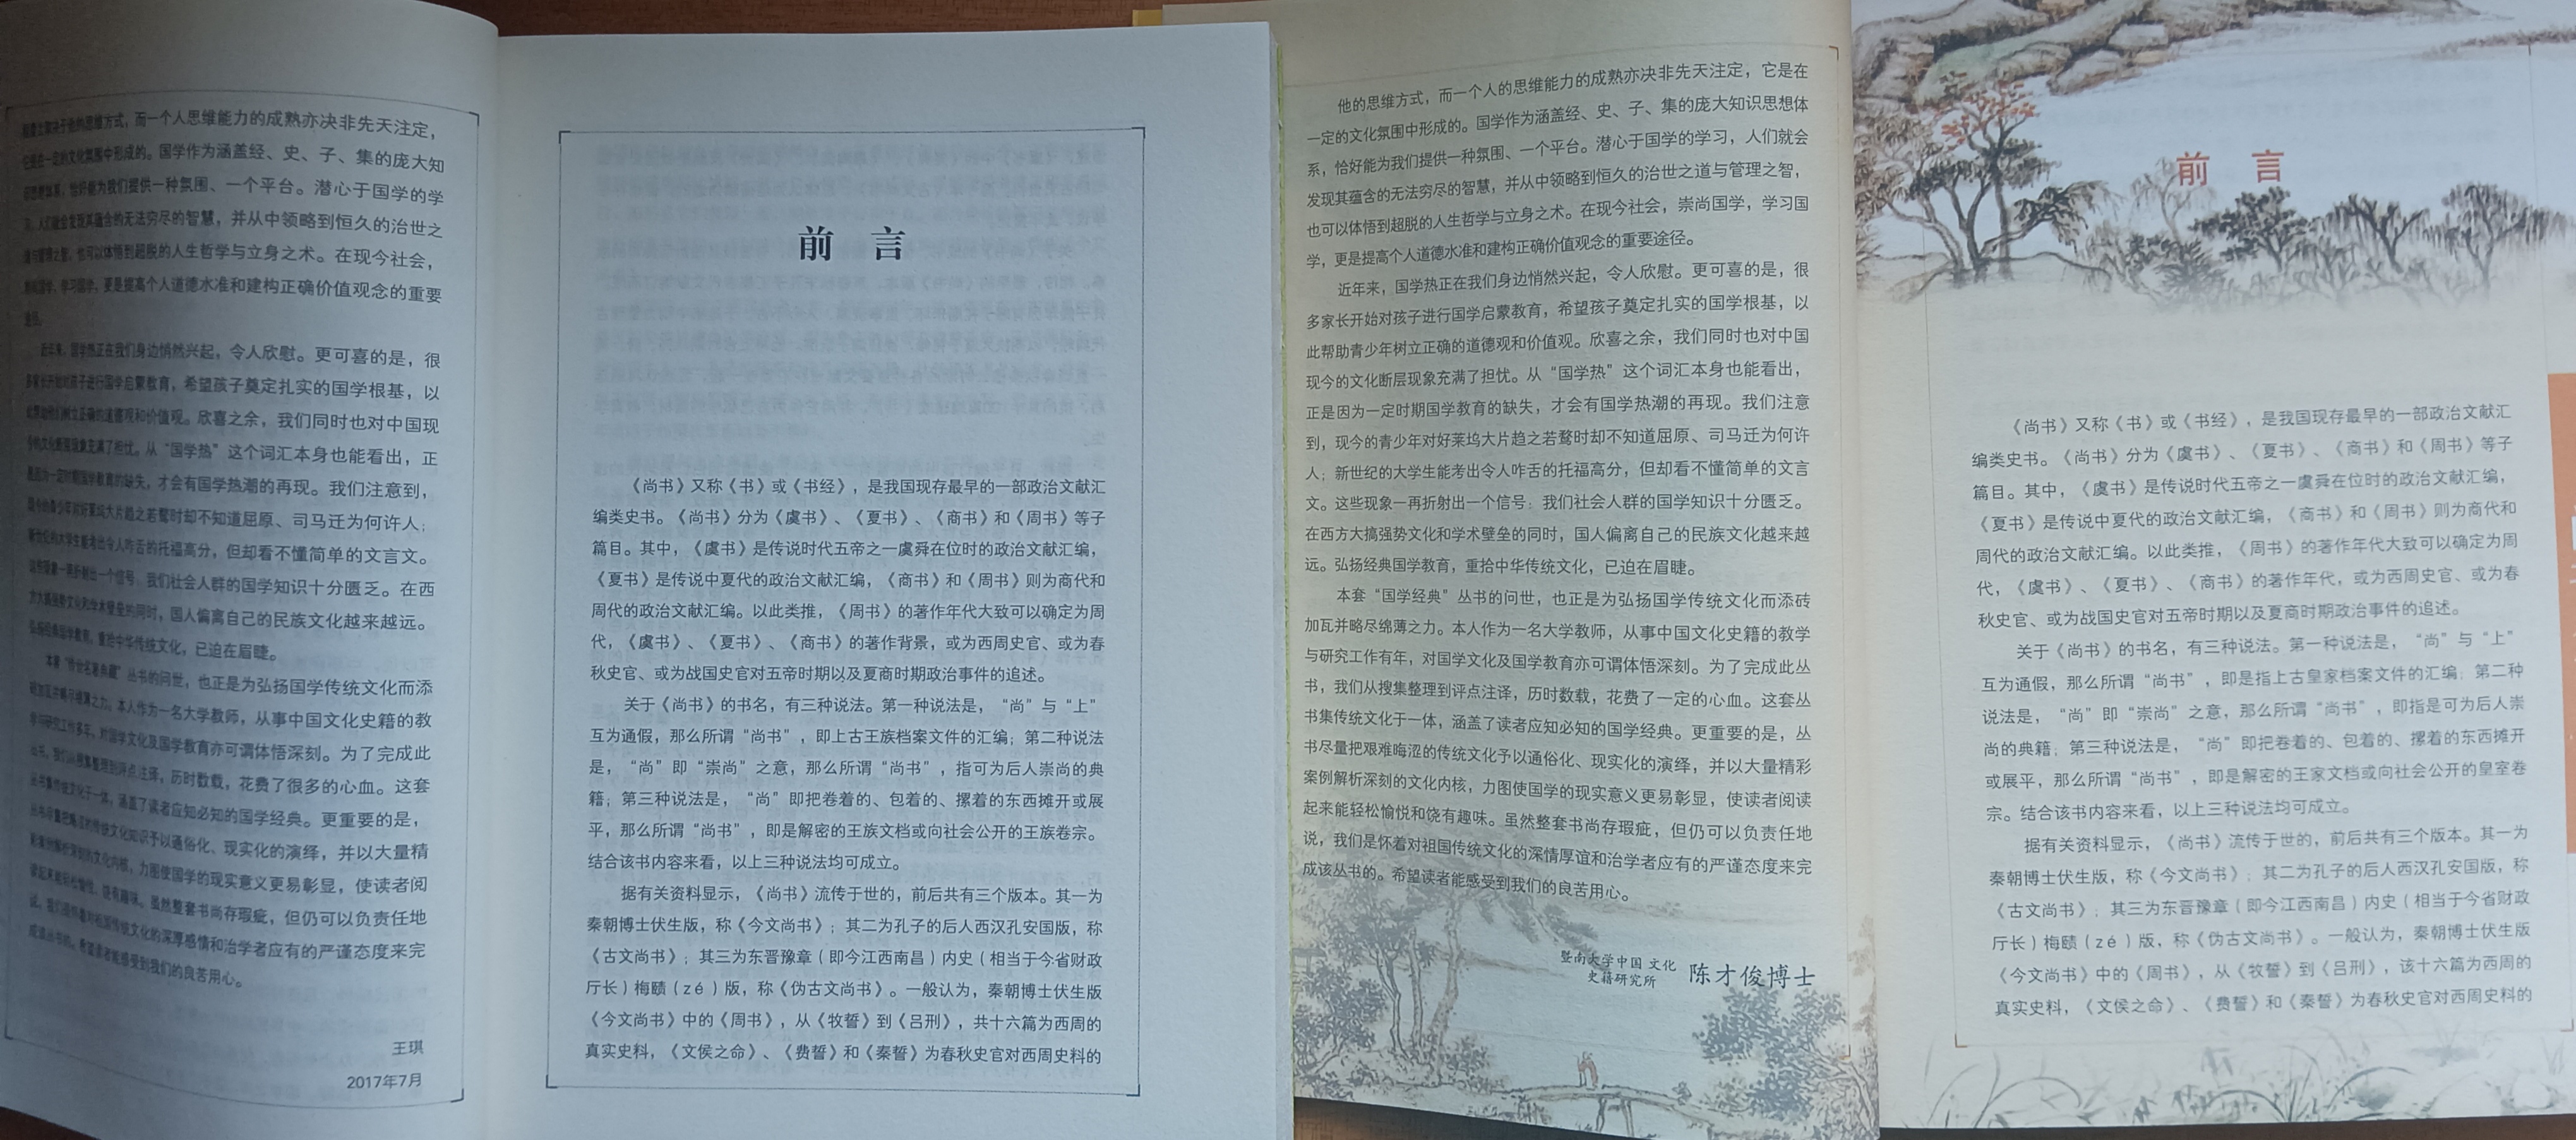 而一个人思维能力的成熟亦决非先天注定，
国学作为涵盖经、史、子、集的庞大知
恰好能为我们提供一种氛围、一个平台。潜心于国学的学
无法穷尽的智慧，并从中领略到恒久的治世之
也可以体悟到超脱的人生哲学与立身之术。在现今社会，
更是提高个人道德水准和建构正确价值观念的重要
途径。
近年来，国学热正在我们身边悄然兴起，令人欣慰。更可喜的是，很
多家长开始对孩子进行国学启蒙教育，希望孩子奠定扎实的国学根基，以
道德观和价值观。欣喜之余，我们同时也对中国现
充满了担忧。从“国学热”这个词汇本身也能看出，正
国学教育的缺失，才会有国学热潮的再现。我们注意到，
好莱坞大片趋之若鹜时却不知道屈原、司马迁为何许人；
令人咋舌的托福高分，但却看不懂简单的文言文。
一个信号：我们社会人群的国学知识十分匮乏。在西
同时，国人偏离自己的民族文化越来越远。
重拾中华传统文化，已迫在眉睫。
丛书的问世，也正是为弘扬国学传统文化而添
本人作为一名大学教师，从事中国文化史籍的教
对国学文化及国学教育亦可谓体悟深刻。为了完成此
历时数载，花费了很多的心血。这套
涵盖了读者应知必知的国学经典。更重要的是，
传统文化知识予以通俗化、现实化的演绎，并以大量精
文化内核，力图使国学的现实意义更易彰显，使读者阅
饶有趣味。虽然整套书尚存瑕疵，但仍可以负责任地
传统文化的深厚感情和治学者应有的严谨态度来完
感受到我们的良苦用心。
王琪
2017年7月
前 言
《尚书》又称《书》或《书经》，是我国现存最早的一部政治文献汇
编类史书。《尚书》分为《虞书》、《夏书》、《商书》和《周书》等子
篇目。其中，《虞书》是传说时代五帝之一虞舜在位时的政治文献汇编，
《夏书》是传说中夏代的政治文献汇编，《商书》和《周书》则为商代和
周代的政治文献汇编。以此类推，《周书》的著作年代大致可以确定为周
代，《虞书》、《夏书》、《商书》的著作背景，或为西周史官、或为春
秋史官、或为战国史官对五帝时期以及夏商时期政治事件的追述。
关于《尚书》的书名，有三种说法。第一种说法是，“尚”与“上”
互为通假，那么所谓“尚书”，即上古王族档案文件的汇编；第二种说法
是，“尚”即“崇尚”之意，那么所谓“尚书”，指可为后人崇尚的典
籍；第三种说法是，“尚”即把卷着的、包着的、摞着的东西摊开或展
平，那么所谓“尚书”，即是解密的王族文档或向社会公开的王族卷宗。
结合该书内容来看，以上三种说法均可成立。
据有关资料显示，《尚书》流传于世的，前后共有三个版本。其一为
秦朝博士伏生版，称《今文尚书》；其二为孔子的后人西汉孔安国版，称
《古文尚书》；其三为东晋豫章（即今江西南昌）内史（相当于今省财政
厅长）梅赜（zé）版，称《伪古文尚书》。一般认为，秦朝博士伏生版
《今文尚书》中的《周书》，从《牧誓》到《吕刑》，共十六篇为西周的
真实史料，《文侯之命》、《费誓》和《秦誓》为春秋史官对西周史料的
他的思维方式，而一个人的思维能力的成熟亦决非先天注定，它是在
一定的文化氛围中形成的。国学作为涵盖经、史、子、集的庞大知识思想体
系，恰好能为我们提供一种氛围、一个平台。潜心于国学的学习，人们就会
发现其蕴含的无法穷尽的智慧，并从中领略到恒久的治世之道与管理之智，
也可以体悟到超脱的人生哲学与立身之术。在现今社会，崇尚国学，学习国
学，更是提高个人道德水准和建构正确价值观念的重要途径。
近年来，国学热正在我们身边悄然兴起，令人欣慰。更可喜的是，很
多家长开始对孩子进行国学启蒙教育，希望孩子奠定扎实的国学根基，以
此帮助青少年树立正确的道德观和价值观。欣喜之余，我们同时也对中国
现今的文化断层现象充满了担忧。从“国学热”这个词汇本身也能看出，
正是因为一定时期国学教育的缺失，才会有国学热潮的再现。我们注意
到，现今的青少年对好莱坞大片趋之若鹜时却不知道屈原、司马迁为何许
人；新世纪的大学生能考出令人咋舌的托福高分，但却看不懂简单的文言
文。这些现象一再折射出一个信号：我们社会人群的国学知识十分匮乏。
在西方大搞强势文化和学术壁垒的同时，国人偏离自己的民族文化越来越
远。弘扬经典国学教育，重拾中华传统文化，已迫在眉睫。
本套“国学经典”丛书的问世，也正是为弘扬国学传统文化而添砖
加瓦并略尽绵薄之力。本人作为一名大学教师，从事中国文化史籍的教学
与研究工作有年，对国学文化及国学教育亦可谓体悟深刻。为了完成此丛
书，我们从搜集整理到评点注译，历时数载，花费了一定的心血。这套丛
书集传统文化于一体，涵盖了读者应知必知的国学经典。更重要的是，丛
书尽量把艰难晦涩的传统文化予以通俗化、现实化的演绎，并以大量精彩
案例解析深刻的文化内核，力图使国学的现实意义更易彰显，使读者阅读
起来能轻松愉悦和饶有趣味。虽然整套书尚存瑕疵，但仍可以负责任地
说，我们是怀着对祖国传统文化的深情厚谊和治学者应有的严谨态度来完
成该丛书的。希望读者能感受到我们的良苦用心。
暨南大学中国 文化
史籍研究所 陈才俊博士
前 言
《尚书》又称《书》或《书经》，是我国现存最早的一部政治文献汇
编类史书。《尚书》分为《虞书》、《夏书》、《商书》和《周书》等子
篇目。其中，《虞书》是传说时代五帝之一虞舜在位时的政治文献汇编，
《夏书》是传说中夏代的政治文献汇编，《商书》和《周书》则为商代和
周代的政治文献汇编。以此类推，《周书》的著作年代大致可以确定为周
代，《虞书》、《夏书》、《商书》的著作年代，或为西周史官、或为春
秋史官、或为战国史官对五帝时期以及夏商时期政治事件的追述。
关于《尚书》的书名，有三种说法。第一种说法是，“尚”与“上”
互为通假，那么所谓“尚书”，即是指上古皇家档案文件的汇编；第二种
说法是，“尚”即“崇尚”之意，那么所谓“尚书”，即指是可为后人崇
尚的典籍；第三种说法是，“尚”即把卷着的、包着的、摞着的东西摊开
或展平，那么所谓“尚书”，即是解密的王家文档或向社会公开的皇室卷
宗。结合该书内容来看，以上三种说法均可成立。
据有关资料显示，《尚书》流传于世的，前后共有三个版本。其一为
秦朝博士伏生版，称《今文尚书》；其二为孔子的后人西汉孔安国版，称
《古文尚书》；其三为东晋豫章（即今江西南昌）内史（相当于今省财政
厅长）梅赜（zé）版，称《伪古文尚书》。一般认为，秦朝博士伏生版
《今文尚书》中的《周书》，从《牧誓》到《吕刑》，该十六篇为西周的
真实史料，《文侯之命》、《费誓》和《秦誓》为春秋史官对西周史料的